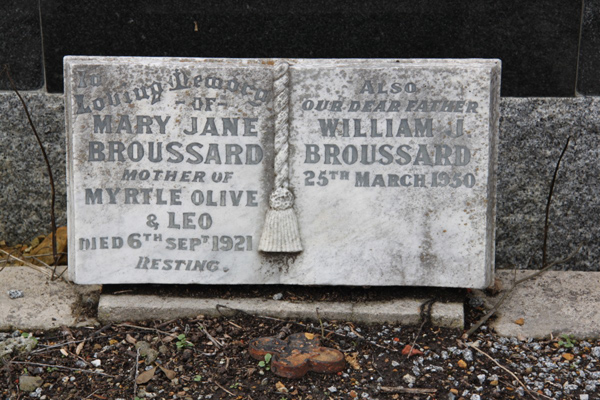 In
Loving Memory
-OF-
MARY JANE
BROUSSARD
MOTHER OF
MYRTLE OLIVE
& LEO
DIED 6TH SEPT. 1921
RESTING.
ALSO
OUR DEAR FATHER
WILLIAM J.
BROUSSARD
25TH MARCH 1950